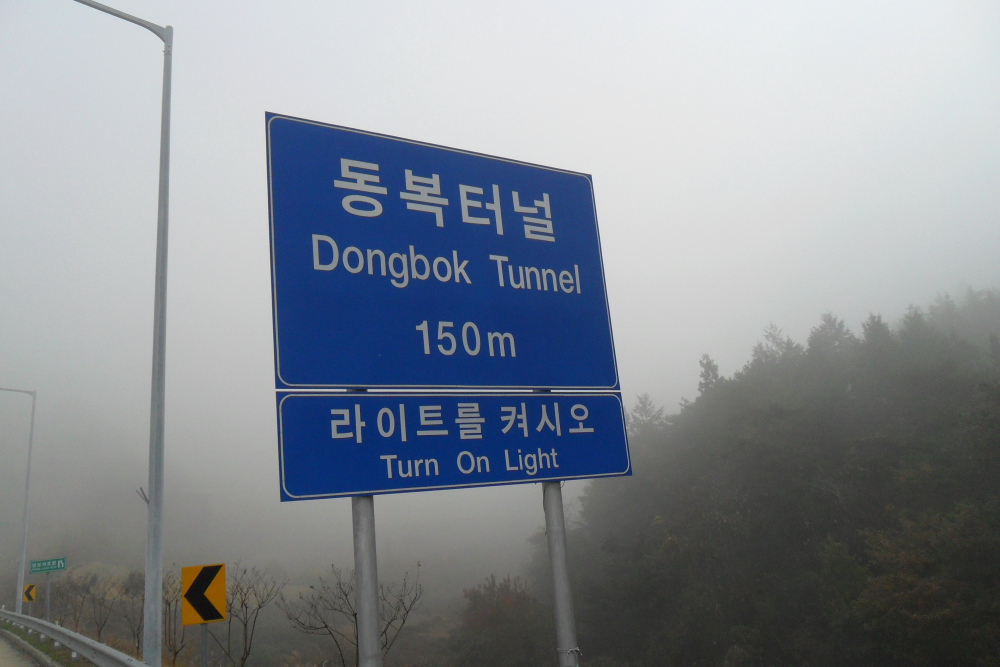 동복터널
Dongbok Tunnel
150m
라이트를 켜시오
Turn On Light